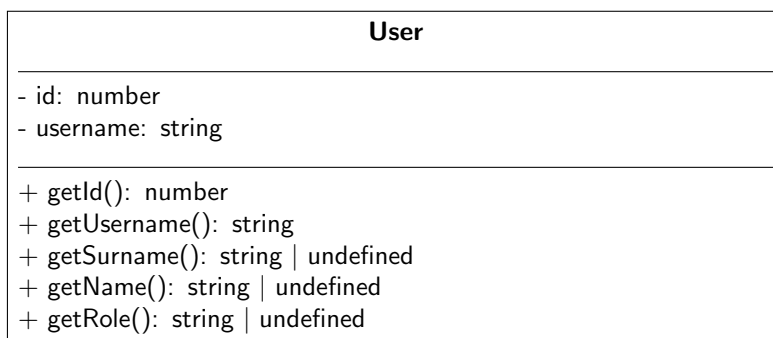 User
- id: number
- username: string
+ getId(): number
+ getUsername(): string
+ getSurname(): string | undefined
+ getName(): string | undefined
+ getRole(): string | undefined